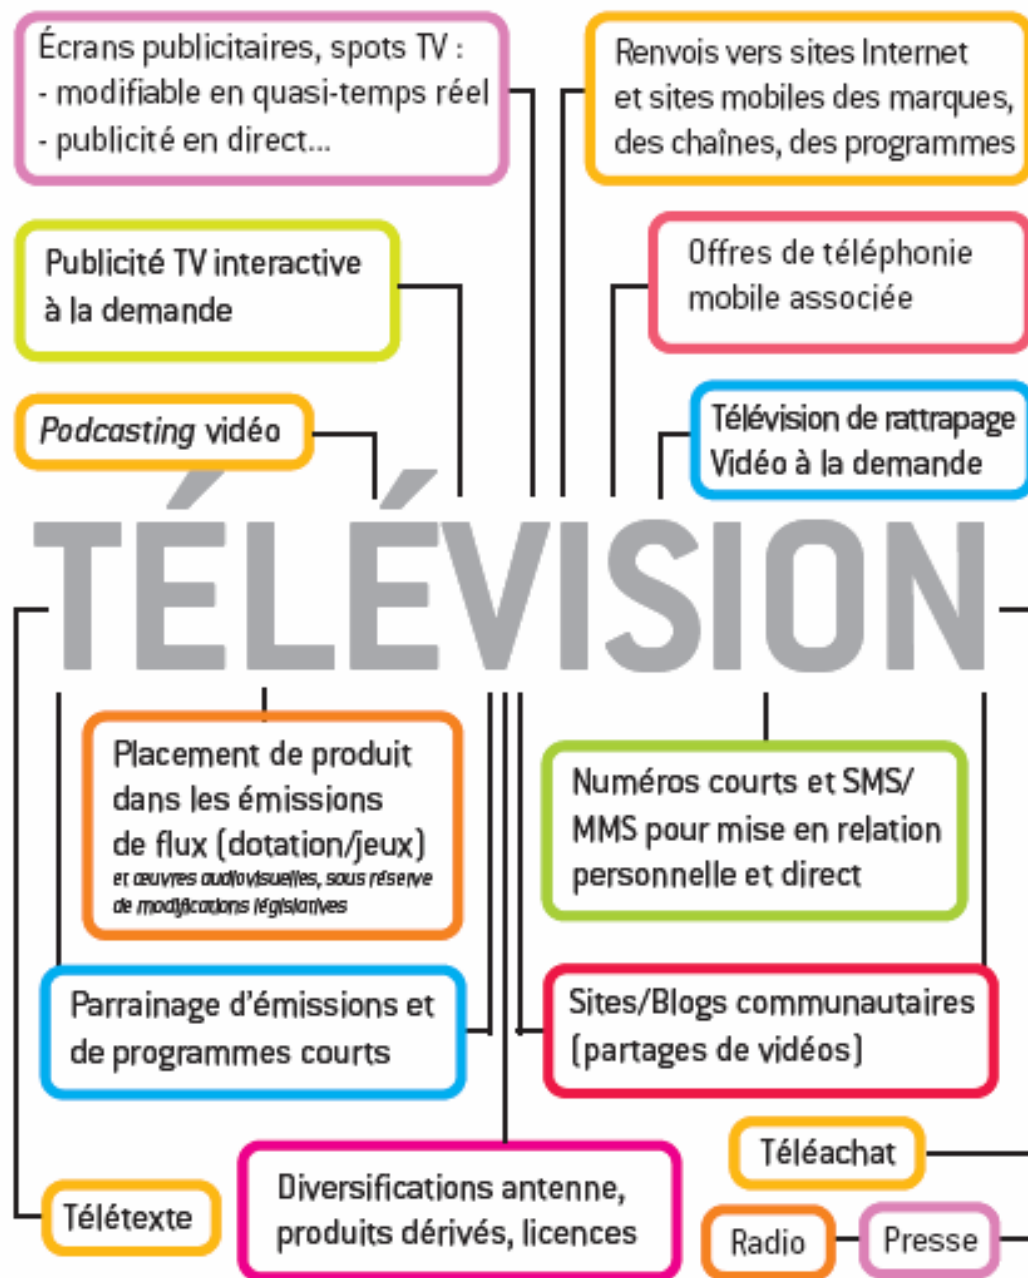 Écrans publicitaires, spots TV :
- modifiable en quasi-temps réel
- publicité en direct...
Renvois vers sites Internet
et sites mobiles des marques,
des chaînes, des programmes
Publicité TV interactive
à la demande
Offres de téléphonie
mobile associée
Podcasting vidéo
Télévision de rattrapage
Vidéo à la demande
TÉLÉVISION
Placement de produit
dans les émissions
de flux (dotation/jeux)
et œuvres audiovisuelles, sous réserve
de modifications législatives
Numéros courts et SMS/
MMS pour mise en relation
personnelle et direct
Parrainage d'émissions et
de programmes courts
Sites/Blogs communautaires
(partages de vidéos)
Télétexte
Diversifications antenne,
produits dérivés, licences
Téléachat
Radio
Presse